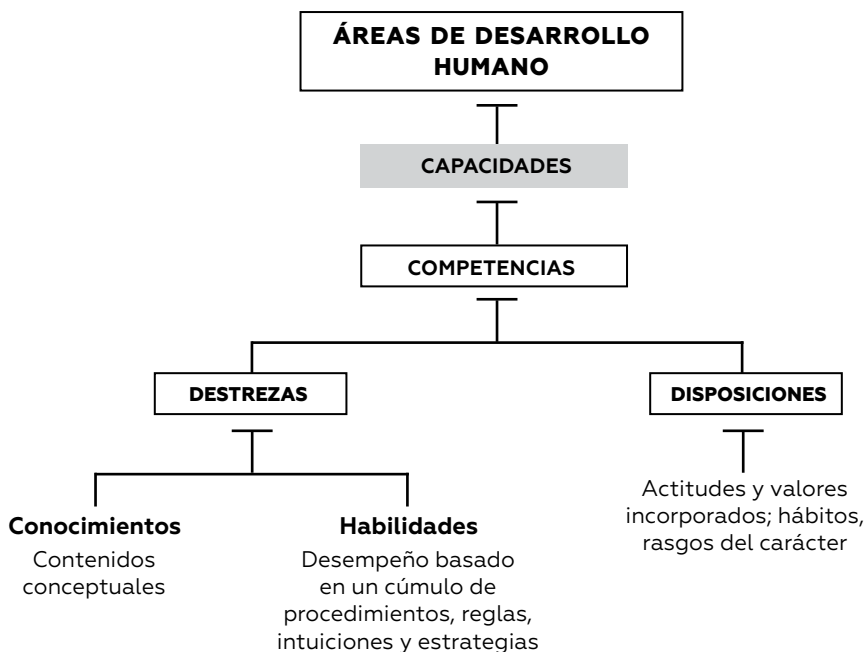 ÁREAS DE DESARROLLO
HUMANO
CAPACIDADES
COMPETENCIAS
DESTREZAS
DISPOSICIONES
Conocimientos
Contenidos
conceptuales
Habilidades
Desempeño basado
en un cúmulo de
procedimientos, reglas,
intuiciones y estrategias
Actitudes y valores
incorporados; hábitos,
rasgos del carácter